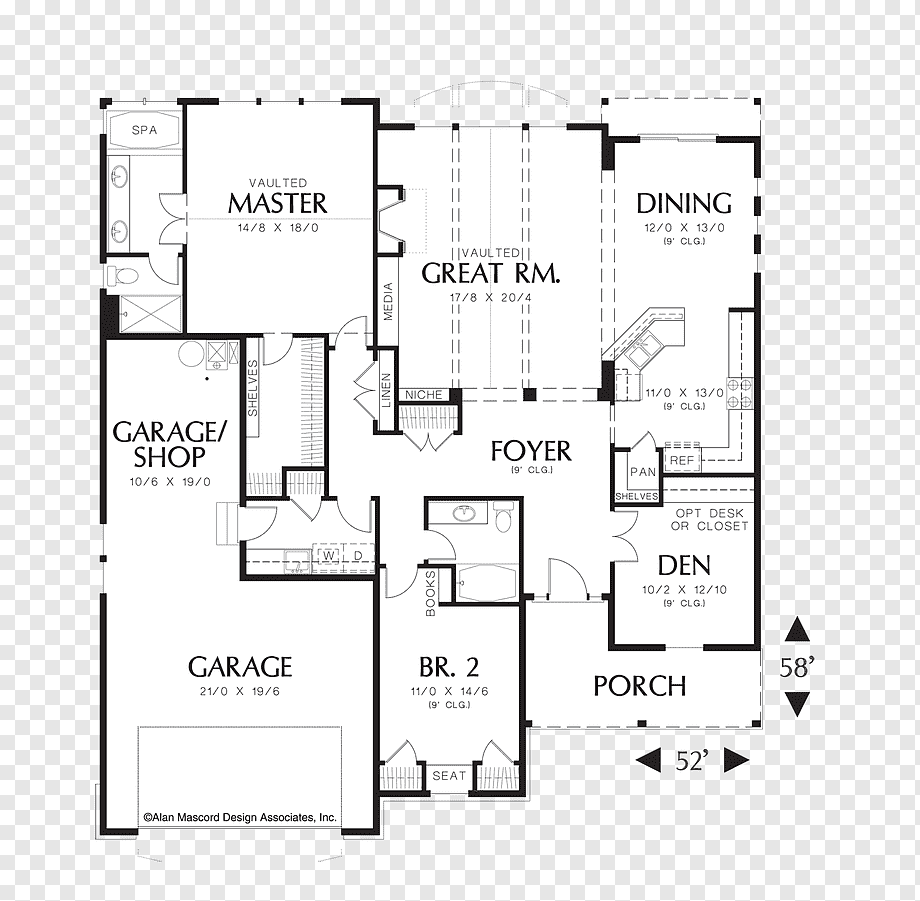 SPA
VAULTED
MASTER
14/8 X 18/0
VAULTED
GREAT RM.
17/8 X 20/4
DINING
12/0 X 13/0
(9' CLG.)
MEDIA
LINEN
NICHE
SHELVES
11/0 X 13/0
(9' CLG.)
GARAGE/
SHOP
10/6 X 19/0
FOYER
(9' CLG.)
PAN
REF
SHELVES
OPT DESK
OR CLOSET
DEN
10/2 X 12/10
(9' CLG.)
W D
BOOKS
GARAGE
21/0 X 19/6
BR. 2
11/0 X 14/6
(9' CLG.)
PORCH
58'
52'
SEAT
©Alan Mascord Design Associates, Inc.